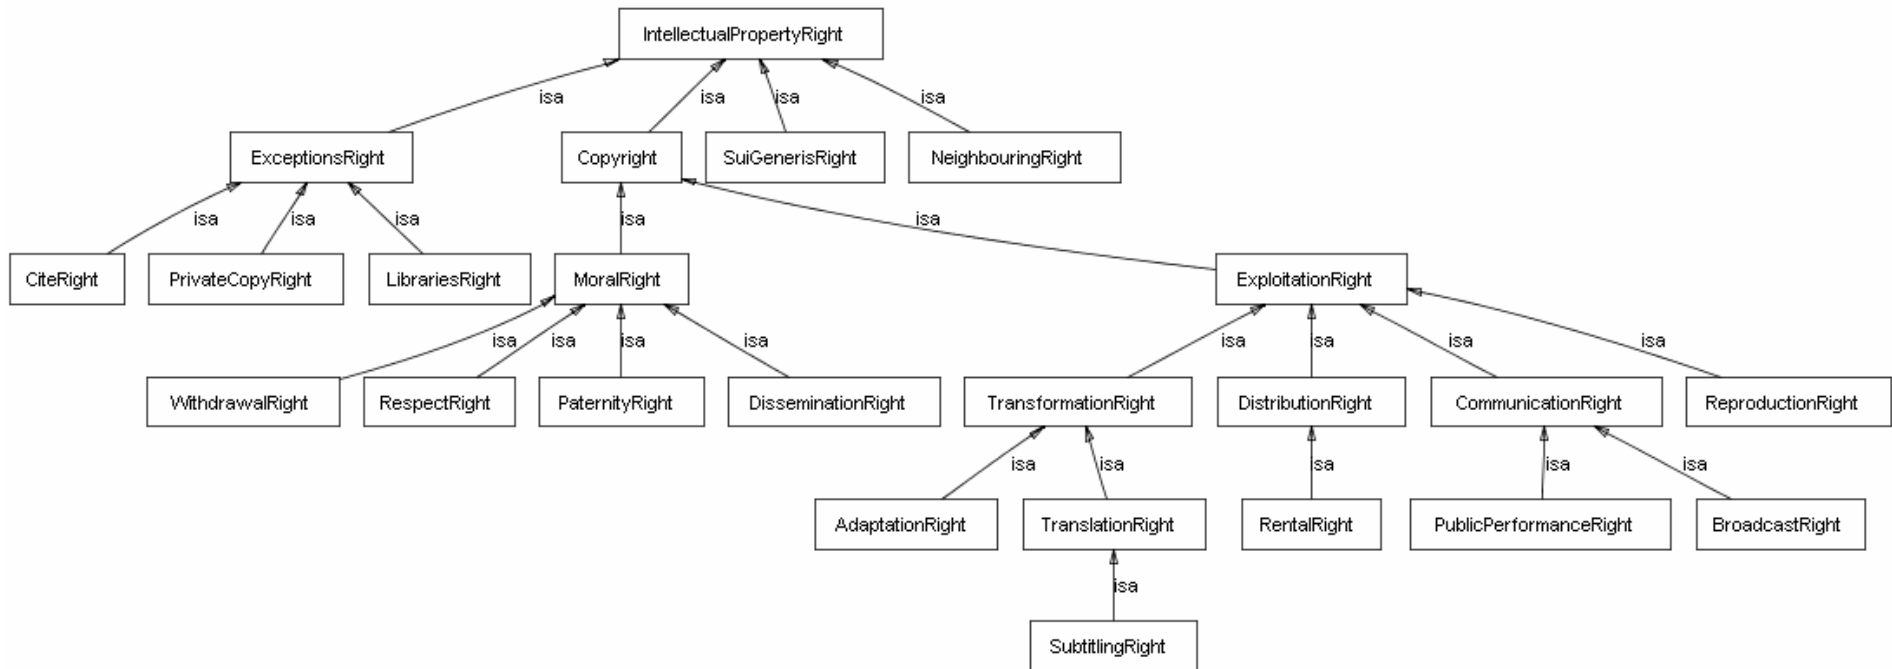 IntellectualPropertyRight
isa
isa
isa
isa
ExceptionsRight
Copyright
SuiGenerisRight
NeighbouringRight
isa
isa
isa
isa
isa
CiteRight
PrivateCopyRight
LibrariesRight
MoralRight
ExploitationRight
isa
isa
isa
isa
isa
isa
isa
isa
WithdrawalRight
RespectRight
PaternityRight
DisseminationRight
TransformationRight
DistributionRight
CommunicationRight
ReproductionRight
isa
isa
isa
isa
isa
AdaptationRight
TranslationRight
RentalRight
PublicPerformanceRight
BroadcastRight
isa
SubtitlingRight